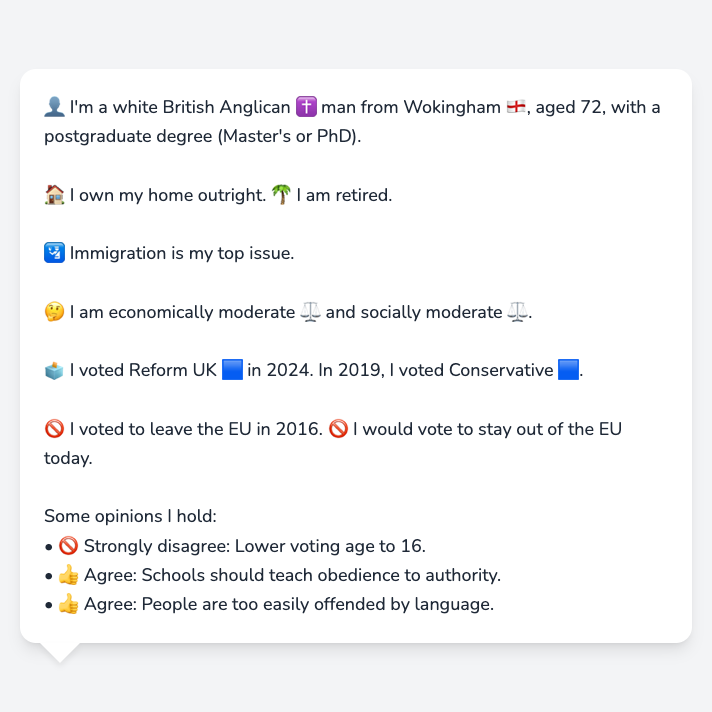 👤 I'm a white British Anglican ✝️ man from Wokingham 🏴󠁧󠁢󠁥󠁮󠁧󠁿, aged 72, with a
postgraduate degree (Master's or PhD).
🏠 I own my home outright. 🌴 I am retired.
🛂 Immigration is my top issue.
🤔 I am economically moderate ⚖️ and socially moderate ⚖️.
🗳️ I voted Reform UK 🟦 in 2024. In 2019, I voted Conservative 🟦.
🚫 I voted to leave the EU in 2016. 🚫 I would vote to stay out of the EU
today.
Some opinions I hold:
• 🚫 Strongly disagree: Lower voting age to 16.
• 👍 Agree: Schools should teach obedience to authority.
• 👍 Agree: People are too easily offended by language.